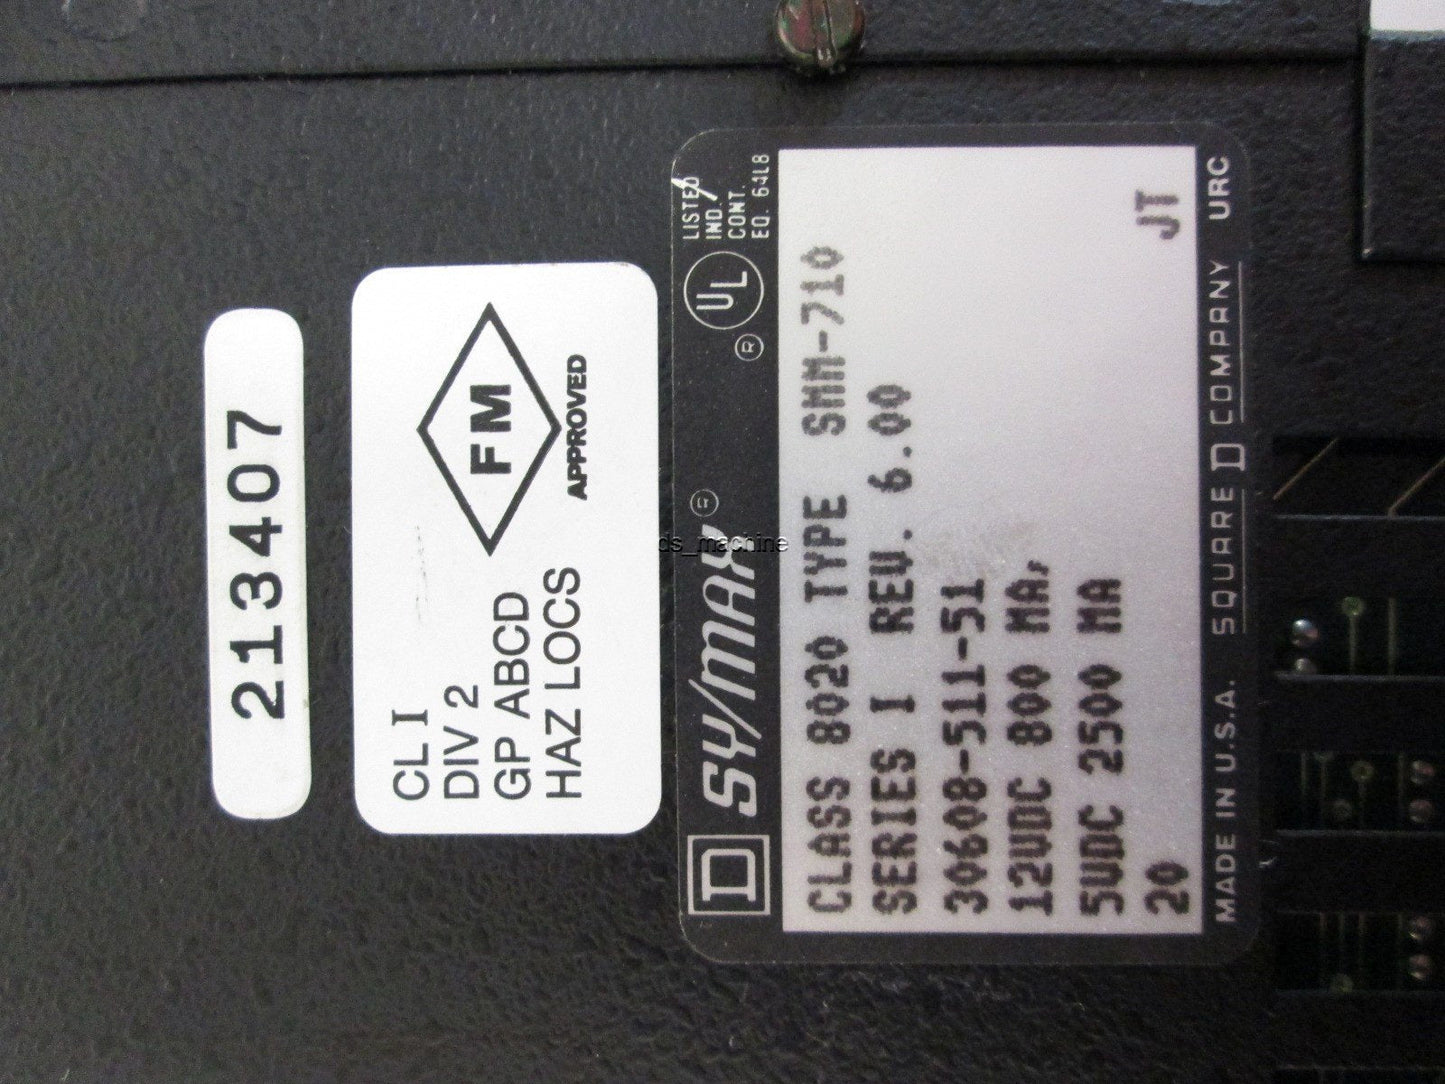 213407
CL I
DIV 2
GP ABCD
HAZ LOCS
FM
APPROVED
D SY/MAX ®
® UL
LISTED
IND.
CONT.
EQ. 64L8
CLASS 8020 TYPE SMM-710
SERIES I REV. 6.00
30608-511-51
12VDC 800 MA,
5VDC 2500 MA
20 JT
MADE IN U.S.A. SQUARE D COMPANY URC
ds_machine